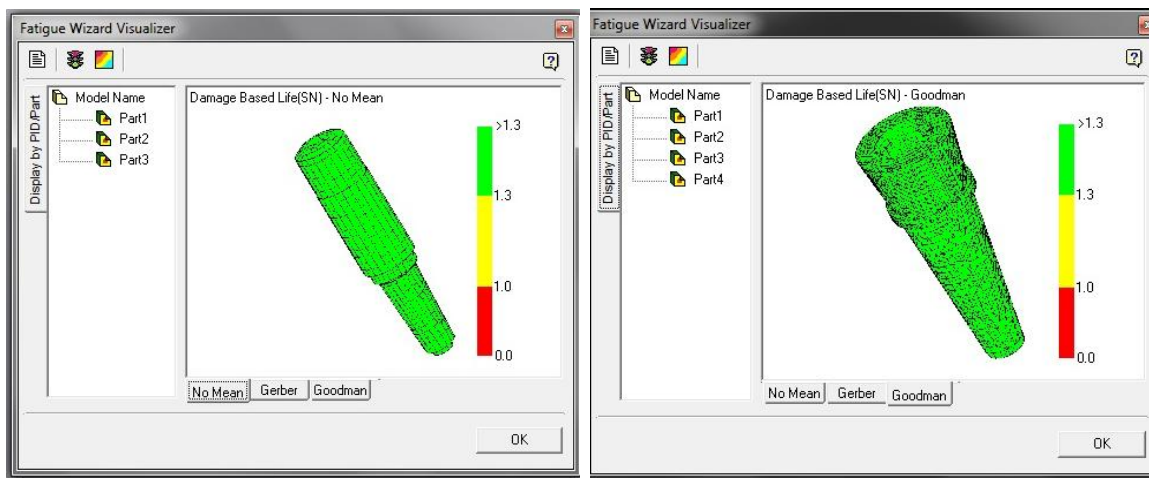 Fatigue Wizard Visualizer
Display by PID/Part
Model Name
Part1
Part2
Part3
Damage Based Life(SN) - No Mean
>1.3
1.3
1.0
0.0
No Mean
Gerber
Goodman
OK
Fatigue Wizard Visualizer
Display by PID/Part
Model Name
Part1
Part2
Part3
Part4
Damage Based Life(SN) - Goodman
>1.3
1.3
1.0
0.0
No Mean
Gerber
Goodman
OK